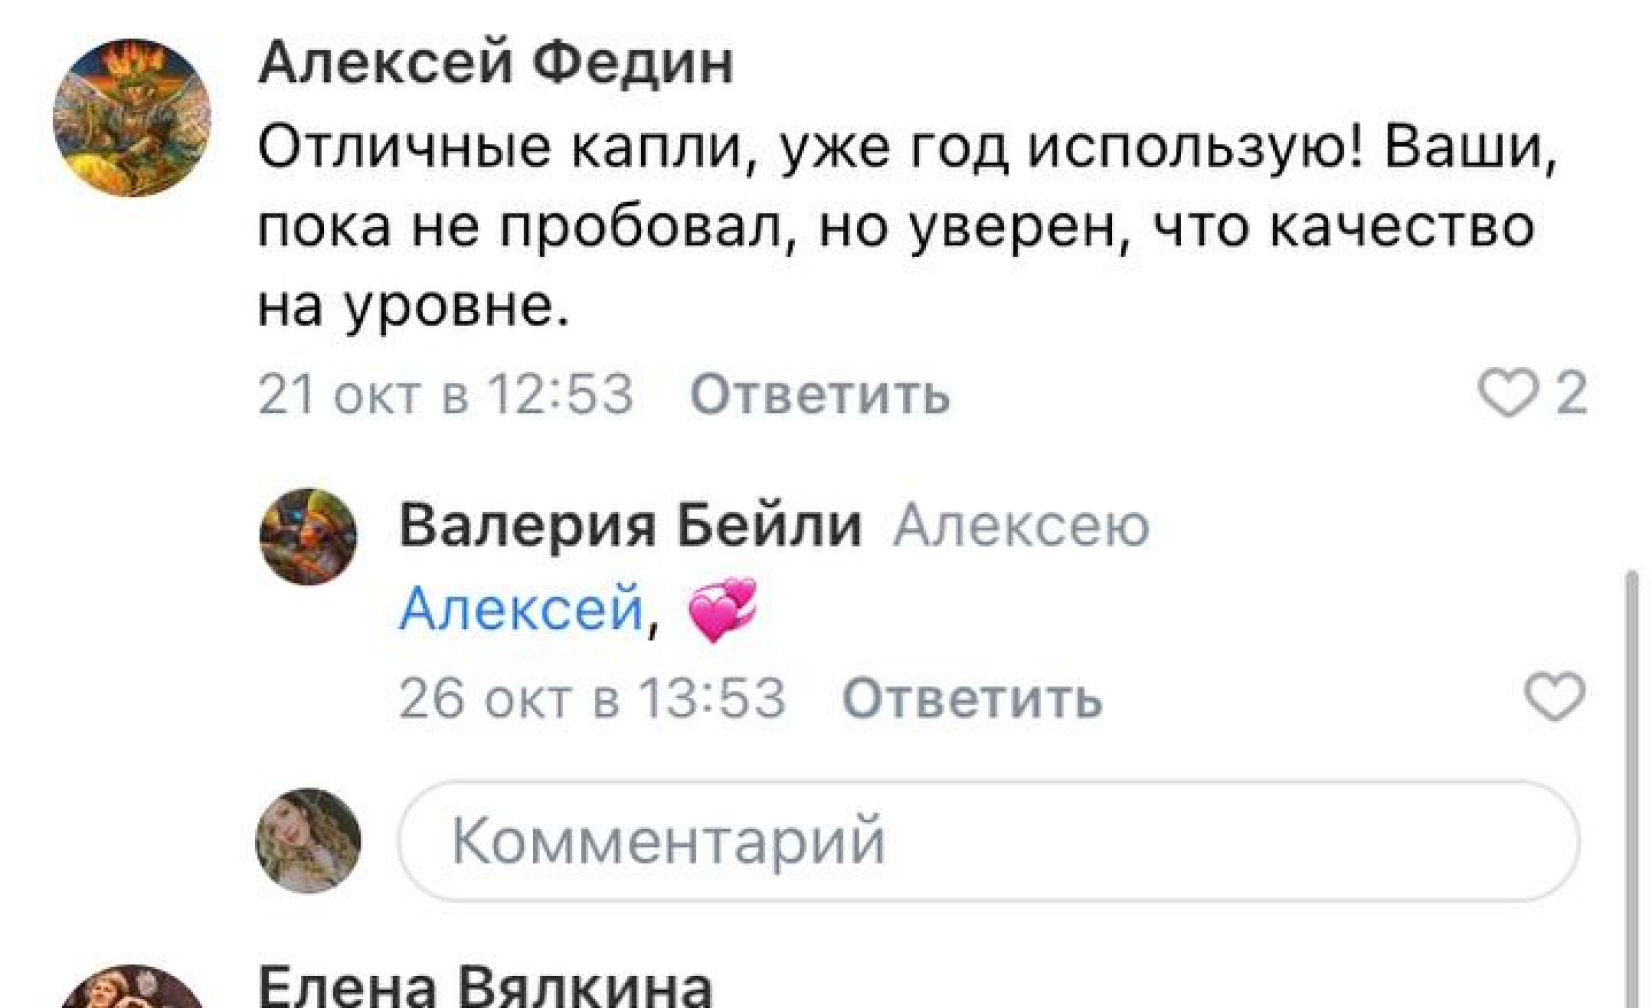 Алексей Федин
Отличные капли, уже год использую! Ваши,
пока не пробовал, но уверен, что качество
на уровне.
21 окт в 12:53 Ответить 2
Валерия Бейли Алексею
Алексей, 💞
26 окт в 13:53 Ответить
Комментарий
Елена Вялкина